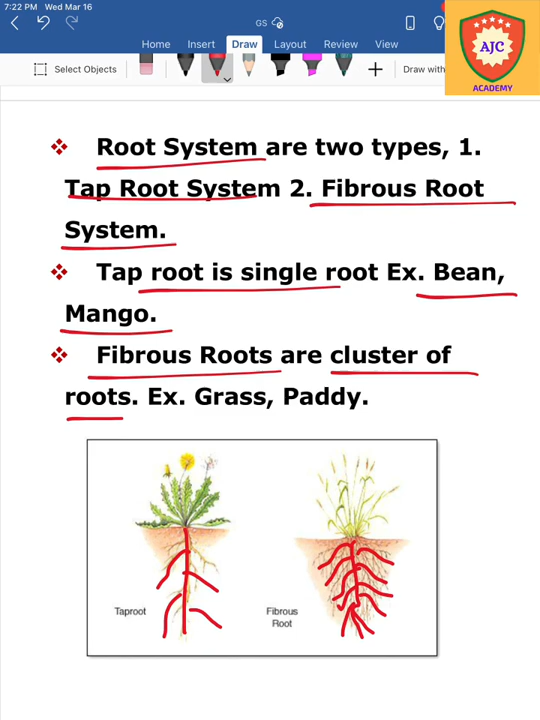 7:22 PM Wed Mar 16
GS
Home Insert Draw Layout Review View
Select Objects
Draw with
AJC
ACADEMY
❖ Root System are two types, 1.
Tap Root System 2. Fibrous Root
System.
❖ Tap root is single root Ex. Bean,
Mango.
❖ Fibrous Roots are cluster of
roots. Ex. Grass, Paddy.
Taproot
Fibrous
Root